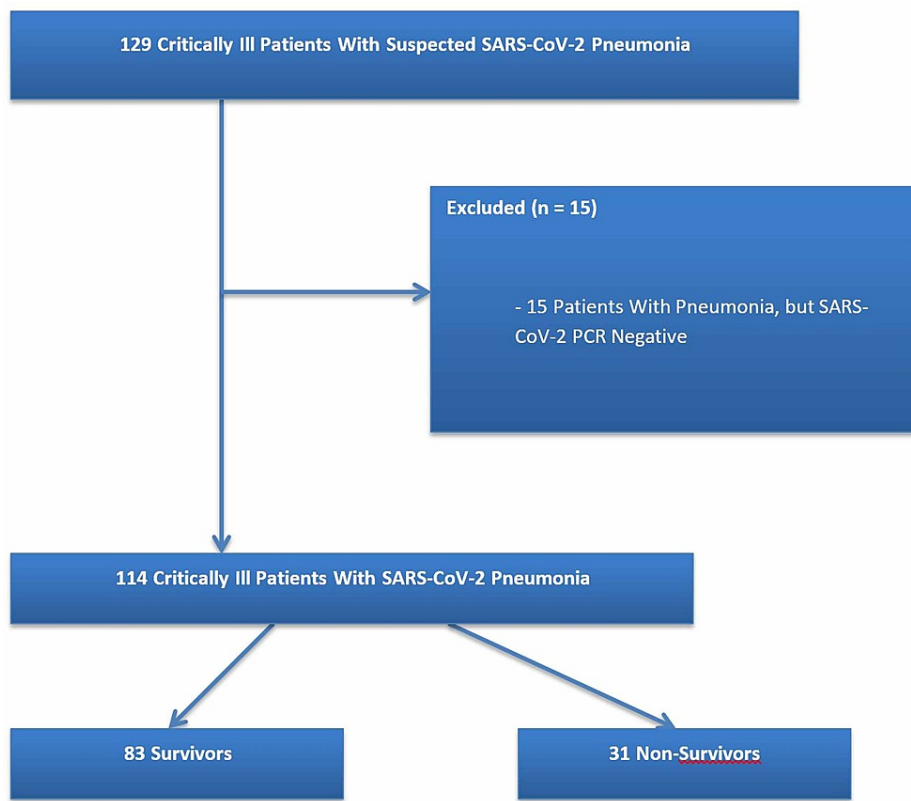 129 Critically Ill Patients With Suspected SARS-CoV-2 Pneumonia
Excluded (n = 15)
- 15 Patients With Pneumonia, but SARS-
CoV-2 PCR Negative
114 Critically Ill Patients With SARS-CoV-2 Pneumonia
83 Survivors
31 Non-Survivors